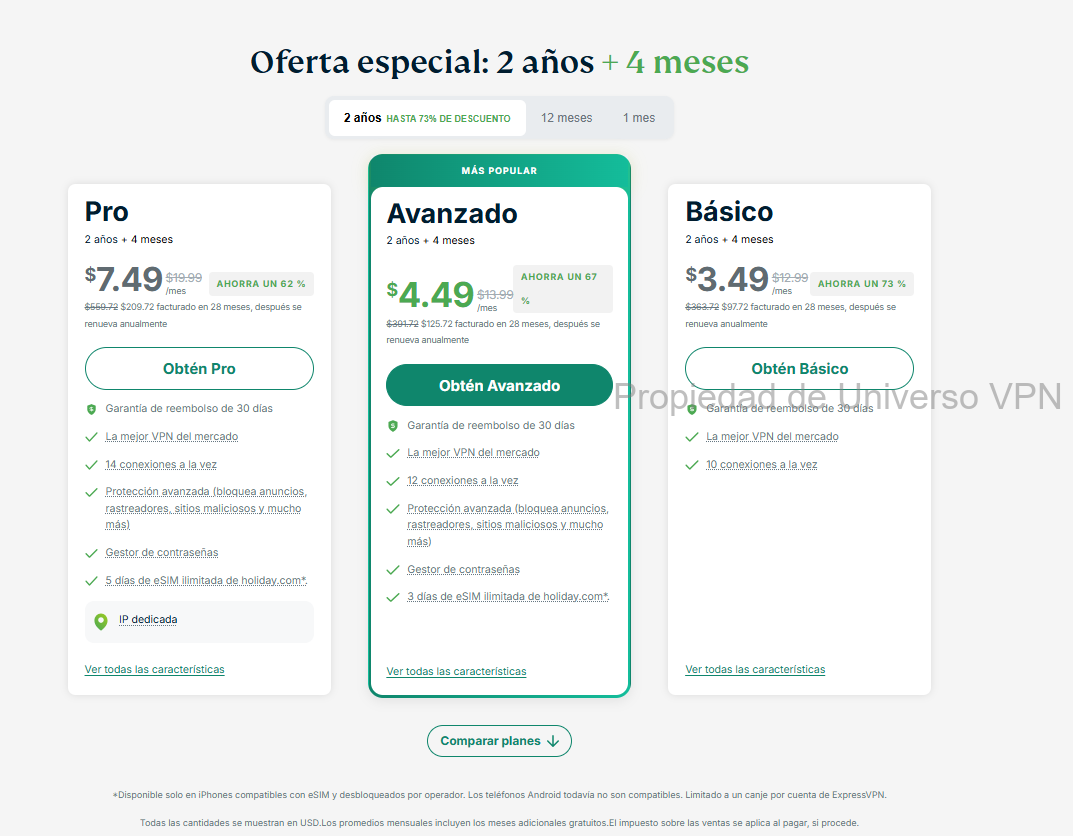 Oferta especial: 2 años + 4 meses
2 años HASTA 73% DE DESCUENTO 12 meses 1 mes
Pro
2 años + 4 meses
$7.49 $19.99 /mes AHORRA UN 62 %
$559.72 $209.72 facturado en 28 meses, después se
renueva anualmente
Obtén Pro
Garantía de reembolso de 30 días
La mejor VPN del mercado
14 conexiones a la vez
Protección avanzada (bloquea anuncios,
rastreadores, sitios maliciosos y mucho
más)
Gestor de contraseñas
5 días de eSIM ilimitada de holiday.com*.
IP dedicada
Ver todas las características
MÁS POPULAR
Avanzado
2 años + 4 meses
$4.49 $13.99 /mes AHORRA UN 67
%
$391.72 $125.72 facturado en 28 meses, después se
renueva anualmente
Obtén Avanzado
Garantía de reembolso de 30 días
La mejor VPN del mercado
12 conexiones a la vez
Protección avanzada (bloquea anuncios,
rastreadores, sitios maliciosos y mucho
más)
Gestor de contraseñas
3 días de eSIM ilimitada de holiday.com*.
Ver todas las características
Básico
2 años + 4 meses
$3.49 $12.99 /mes AHORRA UN 73 %
$363.72 $97.72 facturado en 28 meses, después se
renueva anualmente
Obtén Básico
Propiedad de Universo VPN
Garantía de reembolso de 30 días
La mejor VPN del mercado
10 conexiones a la vez
Ver todas las características
Comparar planes
*Disponible solo en iPhones compatibles con eSIM y desbloqueados por operador. Los teléfonos Android todavía no son compatibles. Limitado a un canje por cuenta de ExpressVPN.
Todas las cantidades se muestran en USD.Los promedios mensuales incluyen los meses adicionales gratuitos.El impuesto sobre las ventas se aplica al pagar, si procede.